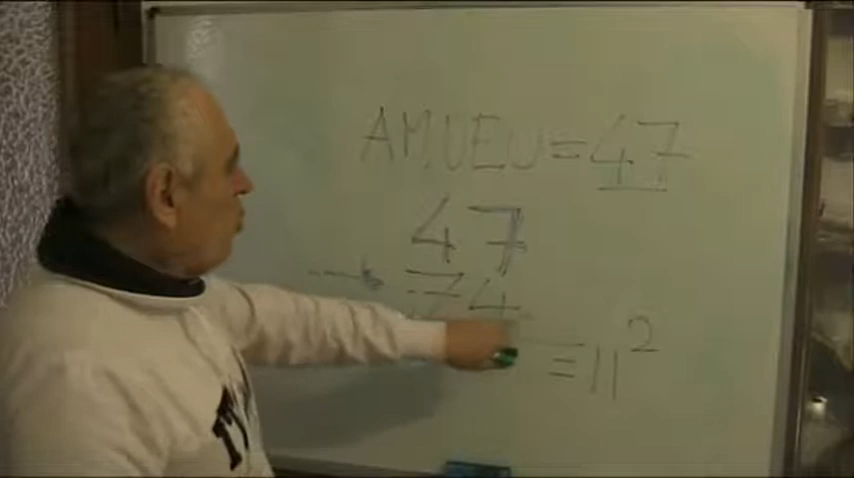 AMUEU=47
47
→ 74
= 11²